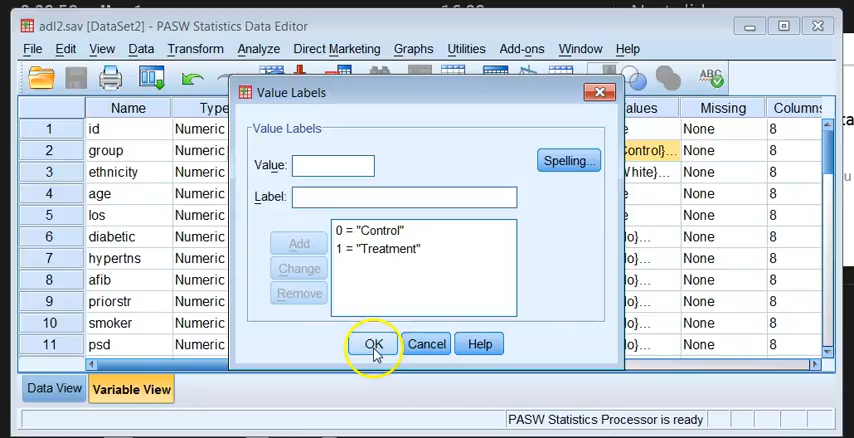 adl2.sav [DataSet2] - PASW Statistics Data Editor
File Edit View Data Transform Analyze Direct Marketing Graphs Utilities Add-ons Window Help
Name Type Values Missing Columns
1 id Numeric None 8
2 group Numeric Control}... None 8
3 ethnicity Numeric White}... None 8
4 age Numeric None 8
5 los Numeric None 8
6 diabetic Numeric None 8
7 hypertns Numeric None 8
8 afib Numeric None 8
9 priorstr Numeric None 8
10 smoker Numeric None 8
11 psd Numeric None 8
Value Labels
Value Labels
Value:
Spelling...
Label:
0 = "Control"
1 = "Treatment"
Add
Change
Remove
OK Cancel Help
Data View Variable View
PASW Statistics Processor is ready